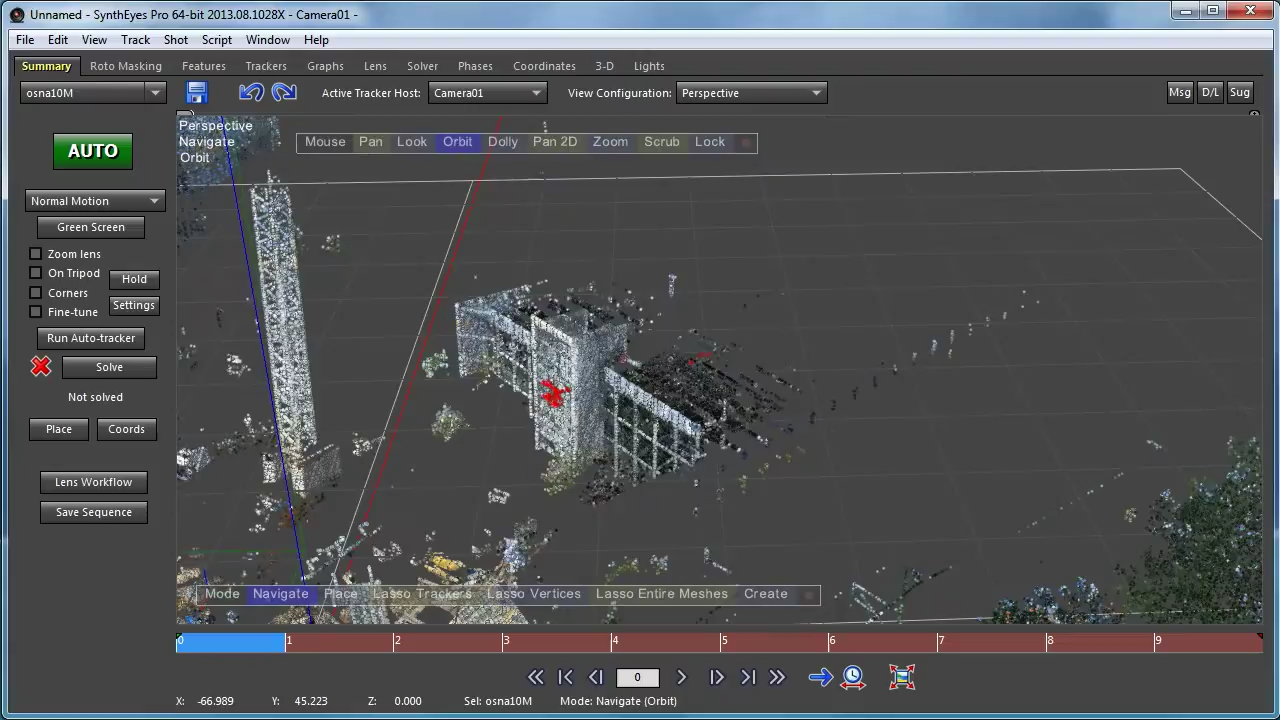 Unnamed - SynthEyes Pro 64-bit 2013.08.1028X - Camera01 -
File Edit View Track Shot Script Window Help
Summary Roto Masking Features Trackers Graphs Lens Solver Phases Coordinates 3-D Lights
osna10M Active Tracker Host: Camera01 View Configuration: Perspective Msg D/L Sug
Perspective
Navigate
Orbit
Mouse Pan Look Orbit Dolly Pan 2D Zoom Scrub Lock
AUTO
Normal Motion
Green Screen
Zoom lens
On Tripod Hold
Corners
Fine-tune Settings
Run Auto-tracker
Solve
Not solved
Place Coords
Lens Workflow
Save Sequence
Mode Navigate Place Lasso Trackers Lasso Vertices Lasso Entire Meshes Create
0 1 2 3 4 5 6 7 8 9
0
X: -66.989 Y: 45.223 Z: 0.000 Sel: osna10M Mode: Navigate (Orbit)